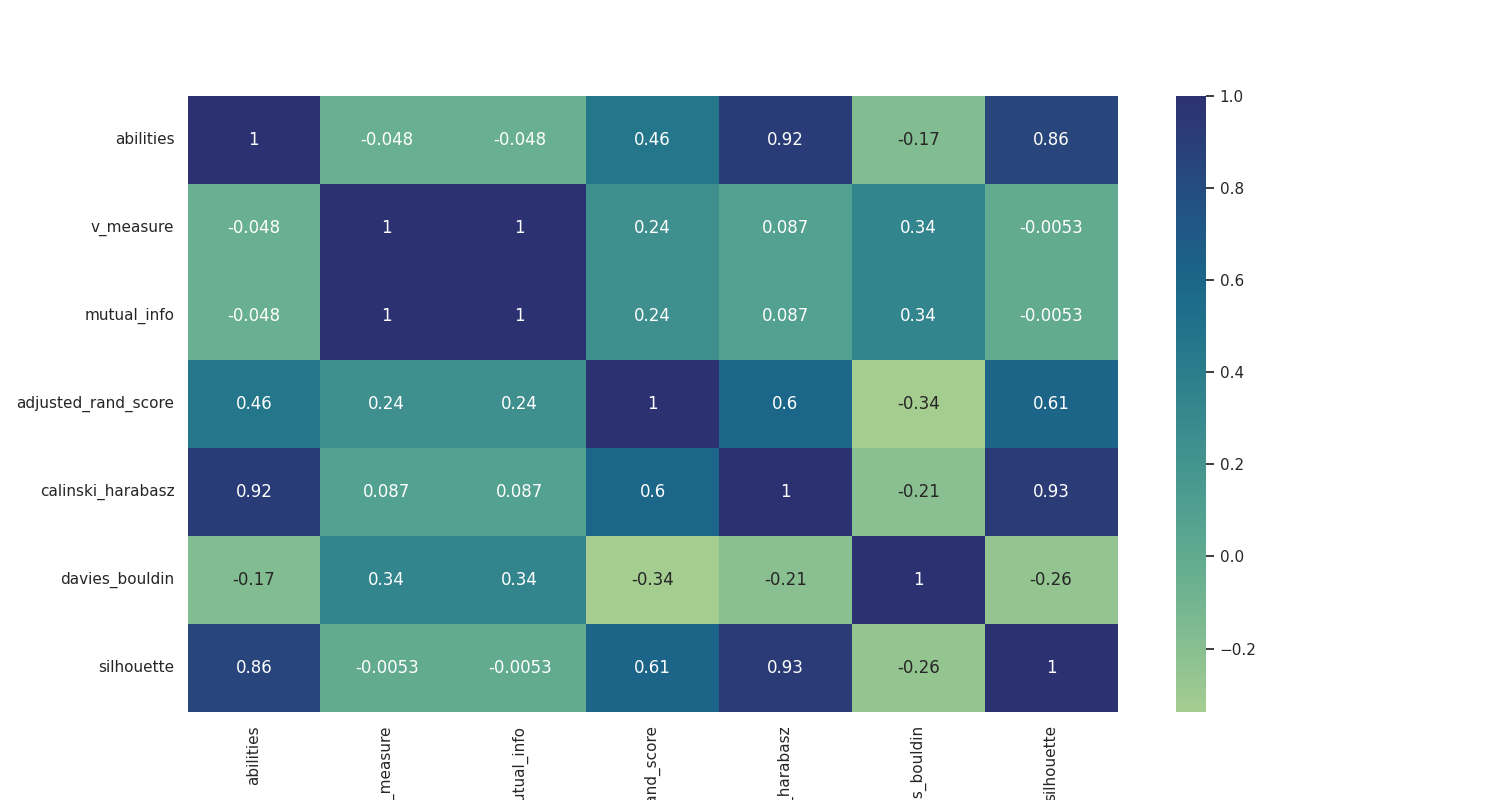 abilities 1 -0.048 -0.048 0.46 0.92 -0.17 0.86
v_measure -0.048 1 1 0.24 0.087 0.34 -0.0053
mutual_info -0.048 1 1 0.24 0.087 0.34 -0.0053
adjusted_rand_score 0.46 0.24 0.24 1 0.6 -0.34 0.61
calinski_harabasz 0.92 0.087 0.087 0.6 1 -0.21 0.93
davies_bouldin -0.17 0.34 0.34 -0.34 -0.21 1 -0.26
silhouette 0.86 -0.0053 -0.0053 0.61 0.93 -0.26 1
abilities
_measure
utual_info
and_score
_harabasz
s_bouldin
silhouette
1.0
0.8
0.6
0.4
0.2
0.0
−0.2